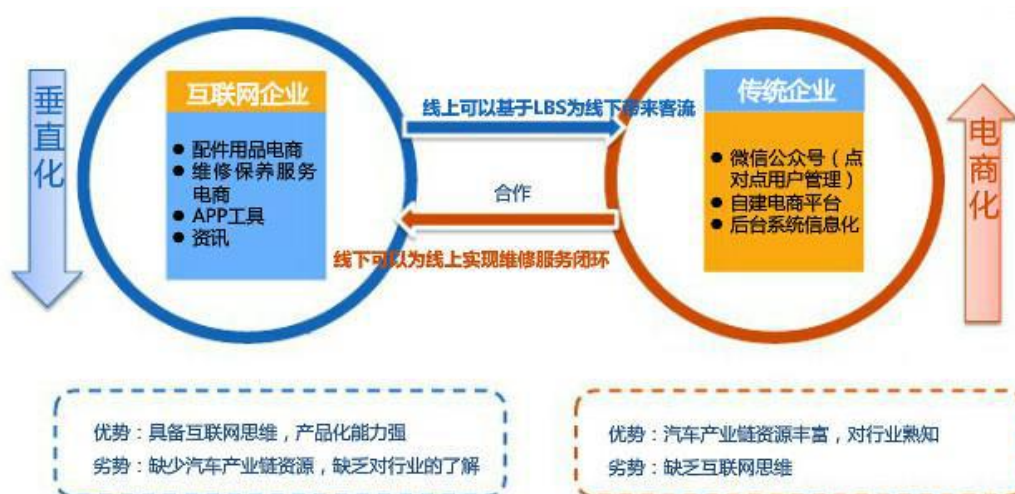 垂直化
互联网企业
● 配件用品电商
● 维修保养服务
电商
● APP工具
● 资讯
线上可以基于LBS为线下带来客流
合作
线下可以为线上实现维修服务闭环
传统企业
● 微信公众号（点
对点用户管理）
● 自建电商平台
● 后台系统信息化
电商化
优势：具备互联网思维，产品化能力强
劣势：缺少汽车产业链资源，缺乏对行业的了解
优势：汽车产业链资源丰富，对行业熟知
劣势：缺乏互联网思维